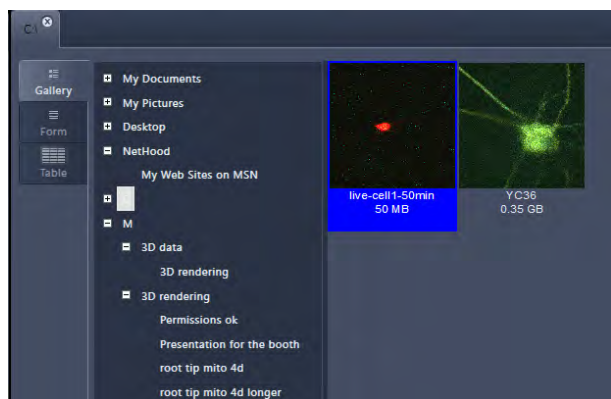 C:\
Gallery
Form
Table
My Documents
My Pictures
Desktop
NetHood
My Web Sites on MSN
M
3D data
3D rendering
3D rendering
Permissions ok
Presentation for the booth
root tip mito 4d
root tip mito 4d longer
live-cell1-50min
50 MB
YC36
0.35 GB